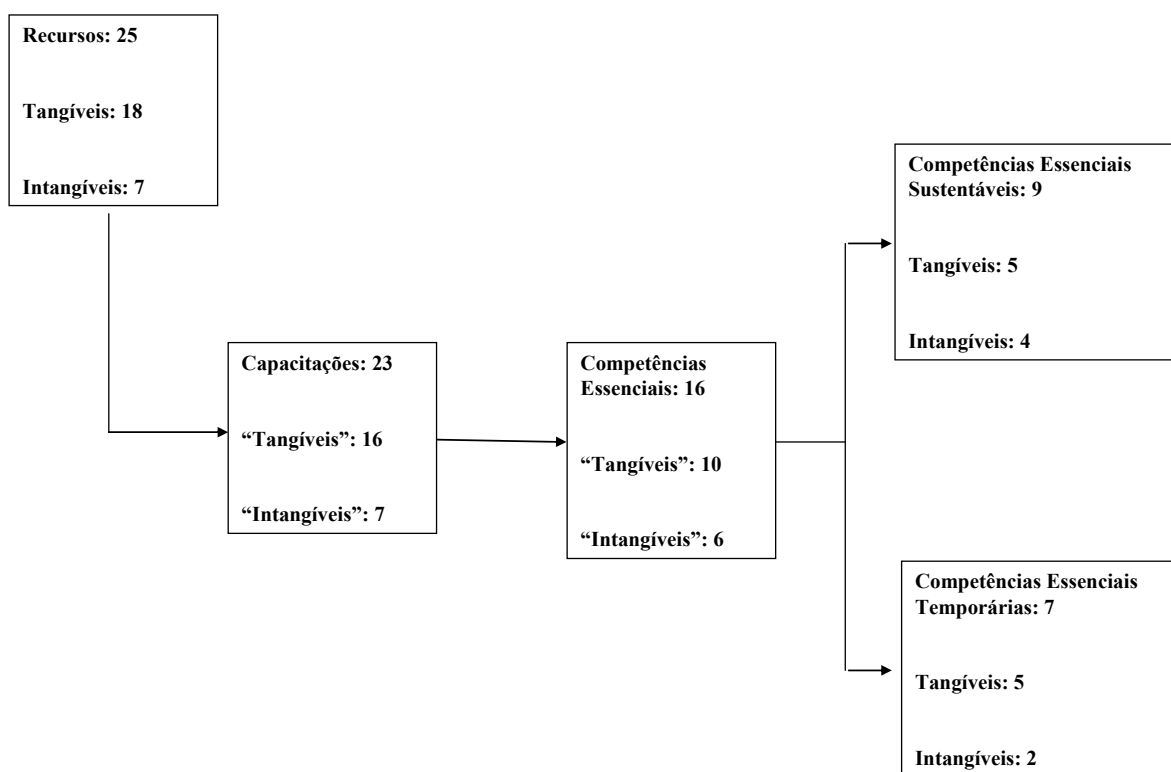 Recursos: 25
Tangíveis: 18
Intangíveis: 7
Capacitações: 23
“Tangíveis”: 16
“Intangíveis”: 7
Competências
Essenciais: 16
“Tangíveis”: 10
“Intangíveis”: 6
Competências Essenciais
Sustentáveis: 9
Tangíveis: 5
Intangíveis: 4
Competências Essenciais
Temporárias: 7
Tangíveis: 5
Intangíveis: 2